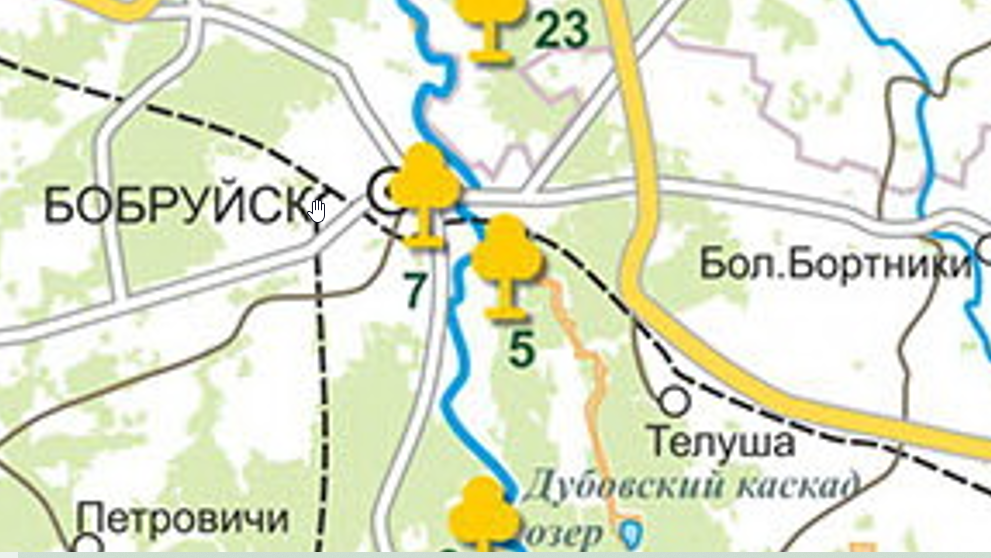 23
БОБРУЙСК
Бол.Бортники
7
5
Телуша
Дубовский каскад
озер
Петровичи